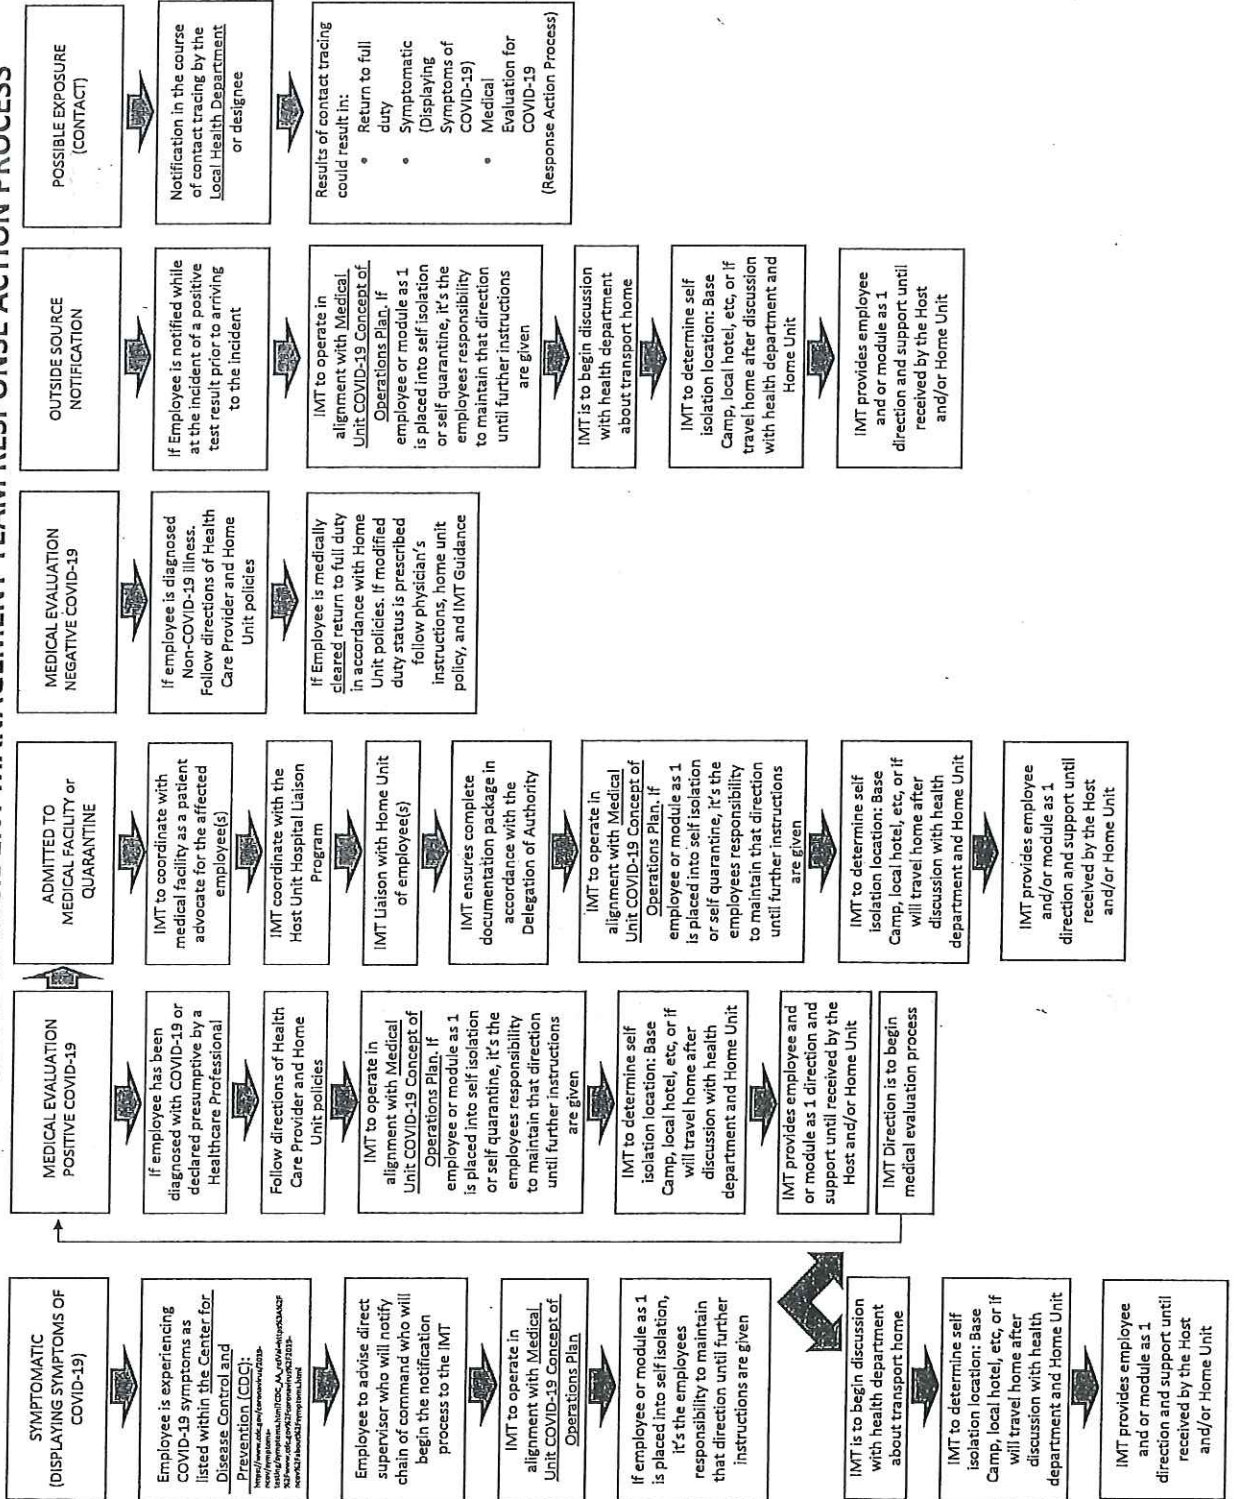 MANAGEMENT TEAM RESPONSE ACTION PROCESS
SYMPTOMATIC
(DISPLAYING SYMPTOMS OF
COVID-19)
Employee is experiencing
COVID-19 symptoms as
listed within the Center for
Disease Control and
Prevention (CDC):
Employee to advise direct
supervisor who will notify
chain of command who will
begin the notification
process to the IMT
IMT to operate in
alignment with Medical
Unit COVID-19 Concept of
Operations Plan
If employee or module as 1
is placed into self isolation,
it's the employees
responsibility to maintain
that direction until further
instructions are given
IMT is to begin discussion
with health department
about transport home
IMT to determine self
isolation location: Base
Camp, local hotel, etc, or if
will travel home after
discussion with health
department and Home Unit
IMT provides employee
and or module as 1
direction and support until
received by the Host
and/or Home Unit
MEDICAL EVALUATION
POSITIVE COVID-19
If employee has been
diagnosed with COVID-19 or
declared presumptive by a
Healthcare Professional
Follow directions of Health
Care Provider and Home
Unit policies
IMT to operate in
alignment with Medical
Unit COVID-19 Concept of
Operations Plan. If
employee or module as 1
is placed into self isolation
or self quarantine, it's the
employees responsibility
to maintain that direction
until further instructions
are given
IMT to determine self
isolation location: Base
Camp, local hotel, etc, or if
will travel home after
discussion with health
department and Home Unit
IMT provides employee and
or module as 1 direction and
support until received by the
Host and/or Home Unit
IMT Direction is to begin
medical evaluation process
ADMITTED TO
MEDICAL FACILITY or
QUARANTINE
IMT to coordinate with
medical facility as a patient
advocate for the affected
employee(s)
IMT coordinate with the
Host Unit Hospital Liaison
Program
IMT Liaison with Home Unit
of employee(s)
IMT ensures complete
documentation package in
accordance with the
Delegation of Authority
IMT to operate in
alignment with Medical
Unit COVID-19 Concept of
Operations Plan. If
employee or module as 1
is placed into self isolation
or self quarantine, it's the
employees responsibility
to maintain that direction
until further instructions
are given
IMT to determine self
isolation location: Base
Camp, local hotel, etc, or if
will travel home after
discussion with health
department and Home Unit
IMT provides employee
and/or module as 1
direction and support until
received by the Host
and/or Home Unit
MEDICAL EVALUATION
NEGATIVE COVID-19
If employee is diagnosed
Non-COVID-19 illness.
Follow directions of Health
Care Provider and Home
Unit policies
If Employee is medically
cleared return to full duty
in accordance with Home
Unit policies. If modified
duty status is prescribed
follow physician's
instructions, home unit
policy, and IMT Guidance
OUTSIDE SOURCE
NOTIFICATION
If Employee is notified while
at the incident of a positive
test result prior to arriving
to the incident
IMT to operate in
alignment with Medical
Unit COVID-19 Concept of
Operations Plan. If
employee or module as 1
is placed into self isolation
or self quarantine, it's the
employees responsibility
to maintain that direction
until further instructions
are given
IMT is to begin discussion
with health department
about transport home
IMT to determine self
isolation location: Base
Camp, local hotel, etc, or if
travel home after discussion
with health department and
Home Unit
IMT provides employee
and or module as 1
direction and support until
received by the Host
and/or Home Unit
POSSIBLE EXPOSURE
(CONTACT)
Notification in the course
of contact tracing by the
Local Health Department
or designee
Results of contact tracing
could result in:
• Return to full
duty
• Symptomatic
(Displaying
Symptoms of
COVID-19)
• Medical
Evaluation for
COVID-19
(Response Action Process)